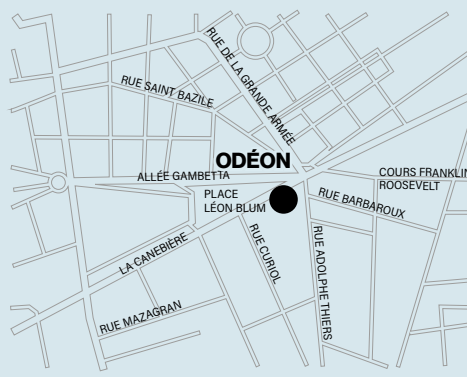 RUE DE LA GRANDE ARMÉE
RUE SAINT BAZILE
ODÉON
ALLÉE GAMBETTA
COURS FRANKLIN
ROOSEVELT
PLACE
LÉON BLUM
RUE BARBAROUX
LA CANEBIÈRE
RUE CURIOL
RUE ADOLPHE THIERS
RUE MAZAGRAN